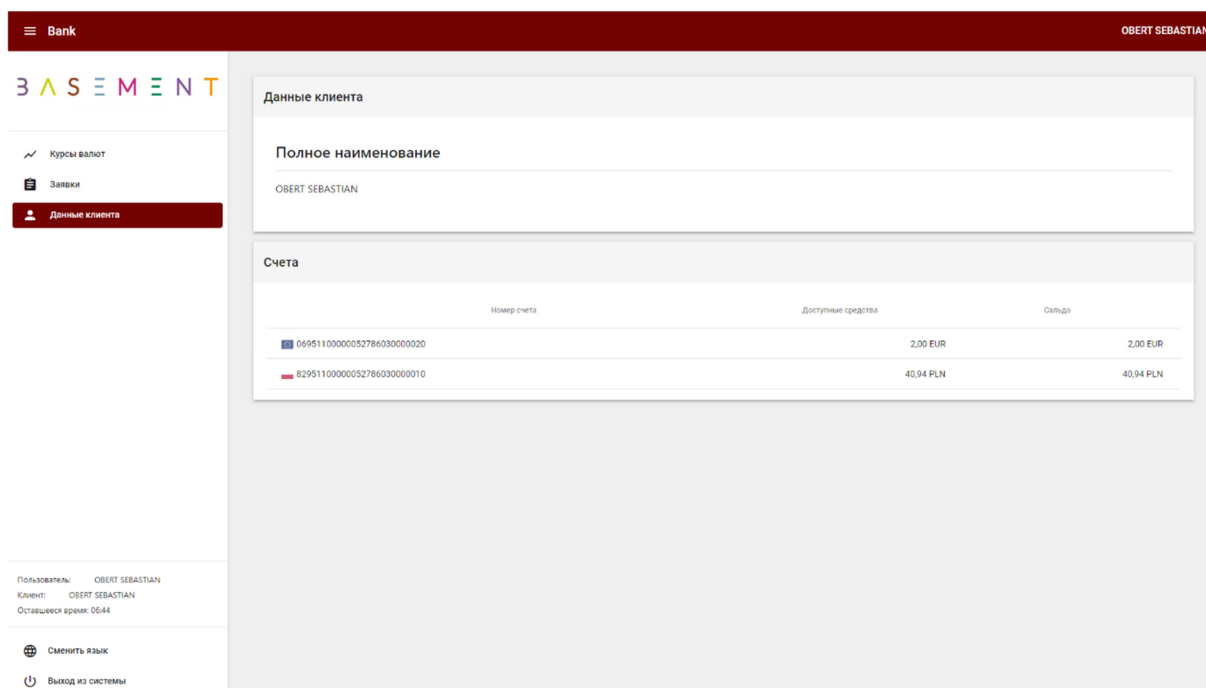 Bank
OBERT SEBASTIAN
BASEMENT
Курсы валют
Заявки
Данные клиента
Данные клиента
Полное наименование
OBERT SEBASTIAN
Счета
Номер счета Доступные средства Сальдо
06951100000052786030000020 2,00 EUR 2,00 EUR
82951100000052786030000010 40,94 PLN 40,94 PLN
Пользователь: OBERT SEBASTIAN
Клиент: OBERT SEBASTIAN
Оставшееся время: 06:44
Сменить язык
Выход из системы